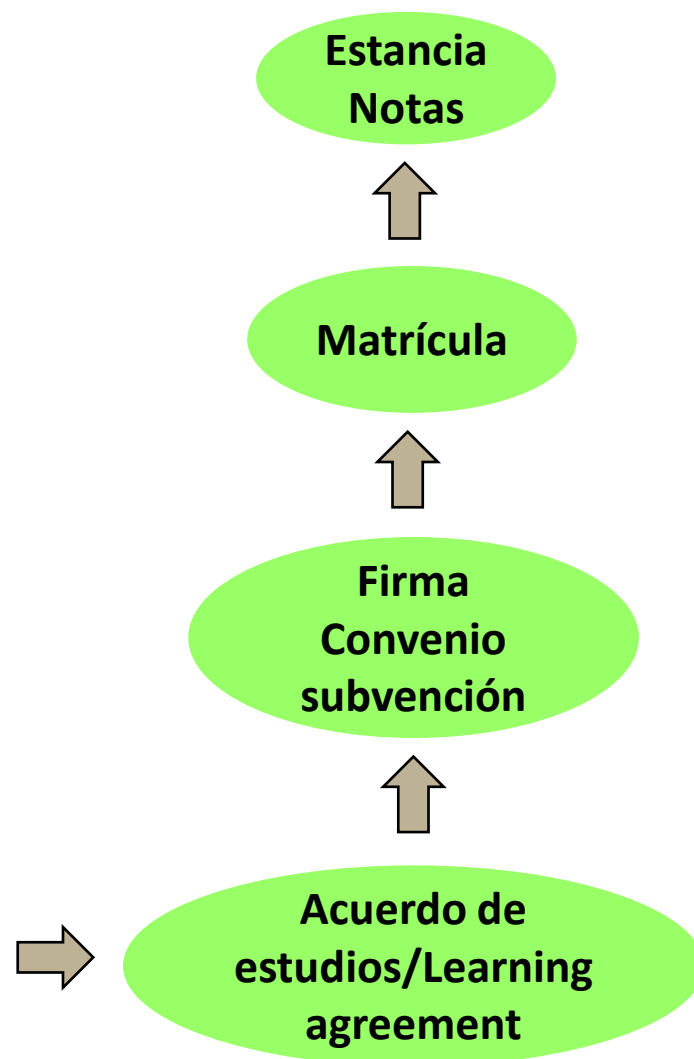 Estancia
Notas
Matrícula
Firma
Convenio
subvención
Acuerdo de
estudios/Learning
agreement